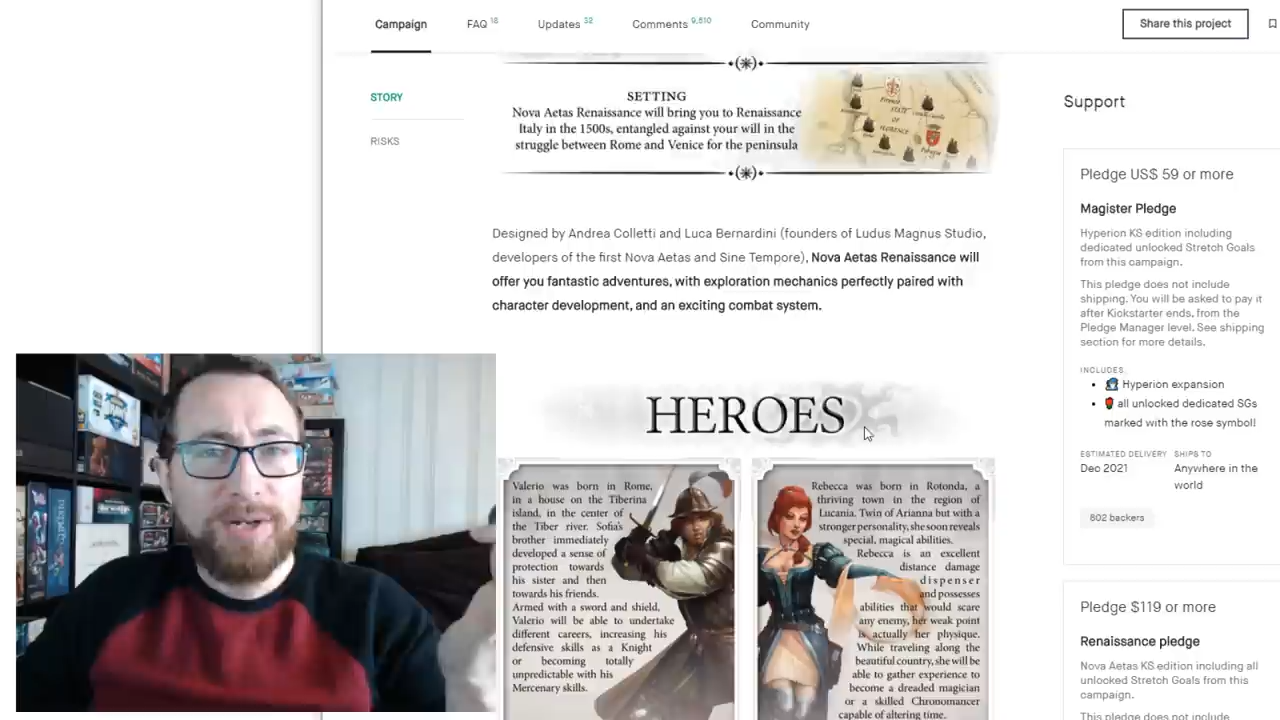 Campaign
FAQ 18
Updates 32
Comments 9,810
Community
Share this project
STORY
RISKS
SETTING
Nova Aetas Renaissance will bring you to Renaissance
Italy in the 1500s, entangled against your will in the
struggle between Rome and Venice for the peninsula
STATE
OF
FLORENCE
Designed by Andrea Colletti and Luca Bernardini (founders of Ludus Magnus Studio,
developers of the first Nova Aetas and Sine Tempore), Nova Aetas Renaissance will
offer you fantastic adventures, with exploration mechanics perfectly paired with
character development, and an exciting combat system.
HEROES
Valerio was born in Rome,
in a house on the Tiberina
island, in the center of
the Tiber river. Sofia's
brother immediately
developed a sense of
protection towards
his sister and then
towards his friends.
Armed with a sword and shield,
Valerio will be able to undertake
different careers, increasing his
defensive skills as a Knight
or becoming totally
unpredictable with his
Mercenary skills.
Rebecca was born in Rotonda, a
thriving town in the region of
Lucania. Twin of Arianna but with a
stronger personality, she soon reveals
special, magical abilities.
Rebecca is an excellent
distance damage
dispenser
and possesses
abilities that would scare
any enemy, her weak point
is actually her physique.
While traveling along the
beautiful country, she will be
able to gather experience to
become a dreaded magician
or a skilled Chronomancer
capable of altering time.
Support
Pledge US$ 59 or more
Magister Pledge
Hyperion KS edition including
dedicated unlocked Stretch Goals
from this campaign.
This pledge does not include
shipping. You will be asked to pay it
after Kickstarter ends, from the
Pledge Manager level. See shipping
section for more details.
INCLUDES
Hyperion expansion
all unlocked dedicated SGs
marked with the rose symbol!
ESTIMATED DELIVERY
Dec 2021
SHIPS TO
Anywhere in the
world
802 backers
Pledge $119 or more
Renaissance pledge
Nova Aetas KS edition including all
unlocked Stretch Goals from this
campaign.
This pledge does not include